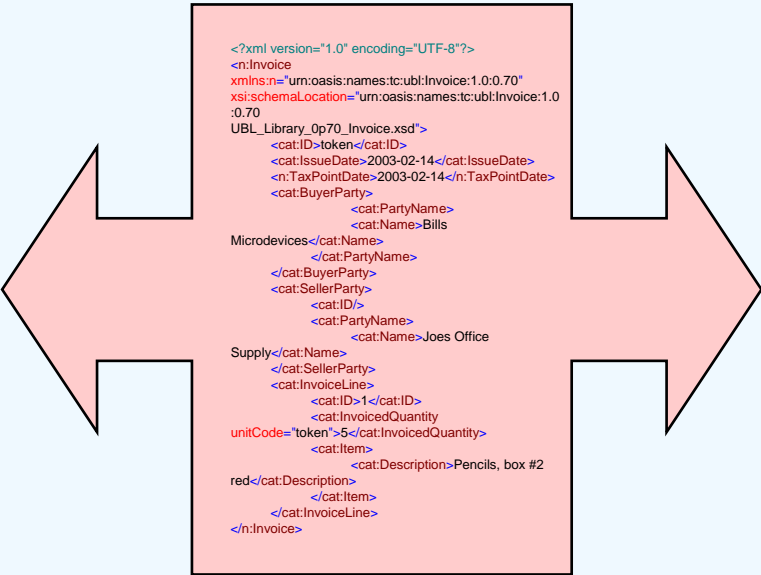 <?xml version="1.0" encoding="UTF-8"?>
<n:Invoice
xmlns:n="urn:oasis:names:tc:ubl:Invoice:1.0:0.70"
xsi:schemaLocation="urn:oasis:names:tc:ubl:Invoice:1.0
:0.70
UBL_Library_0p70_Invoice.xsd">
<cat:ID>token</cat:ID>
<cat:IssueDate>2003-02-14</cat:IssueDate>
<n:TaxPointDate>2003-02-14</n:TaxPointDate>
<cat:BuyerParty>
<cat:PartyName>
<cat:Name>Bills
Microdevices</cat:Name>
</cat:PartyName>
</cat:BuyerParty>
<cat:SellerParty>
<cat:ID/>
<cat:PartyName>
<cat:Name>Joes Office
Supply</cat:Name>
</cat:SellerParty>
<cat:InvoiceLine>
<cat:ID>1</cat:ID>
<cat:InvoicedQuantity
unitCode="token">5</cat:InvoicedQuantity>
<cat:Item>
<cat:Description>Pencils, box #2
red</cat:Description>
</cat:Item>
</cat:InvoiceLine>
</n:Invoice>